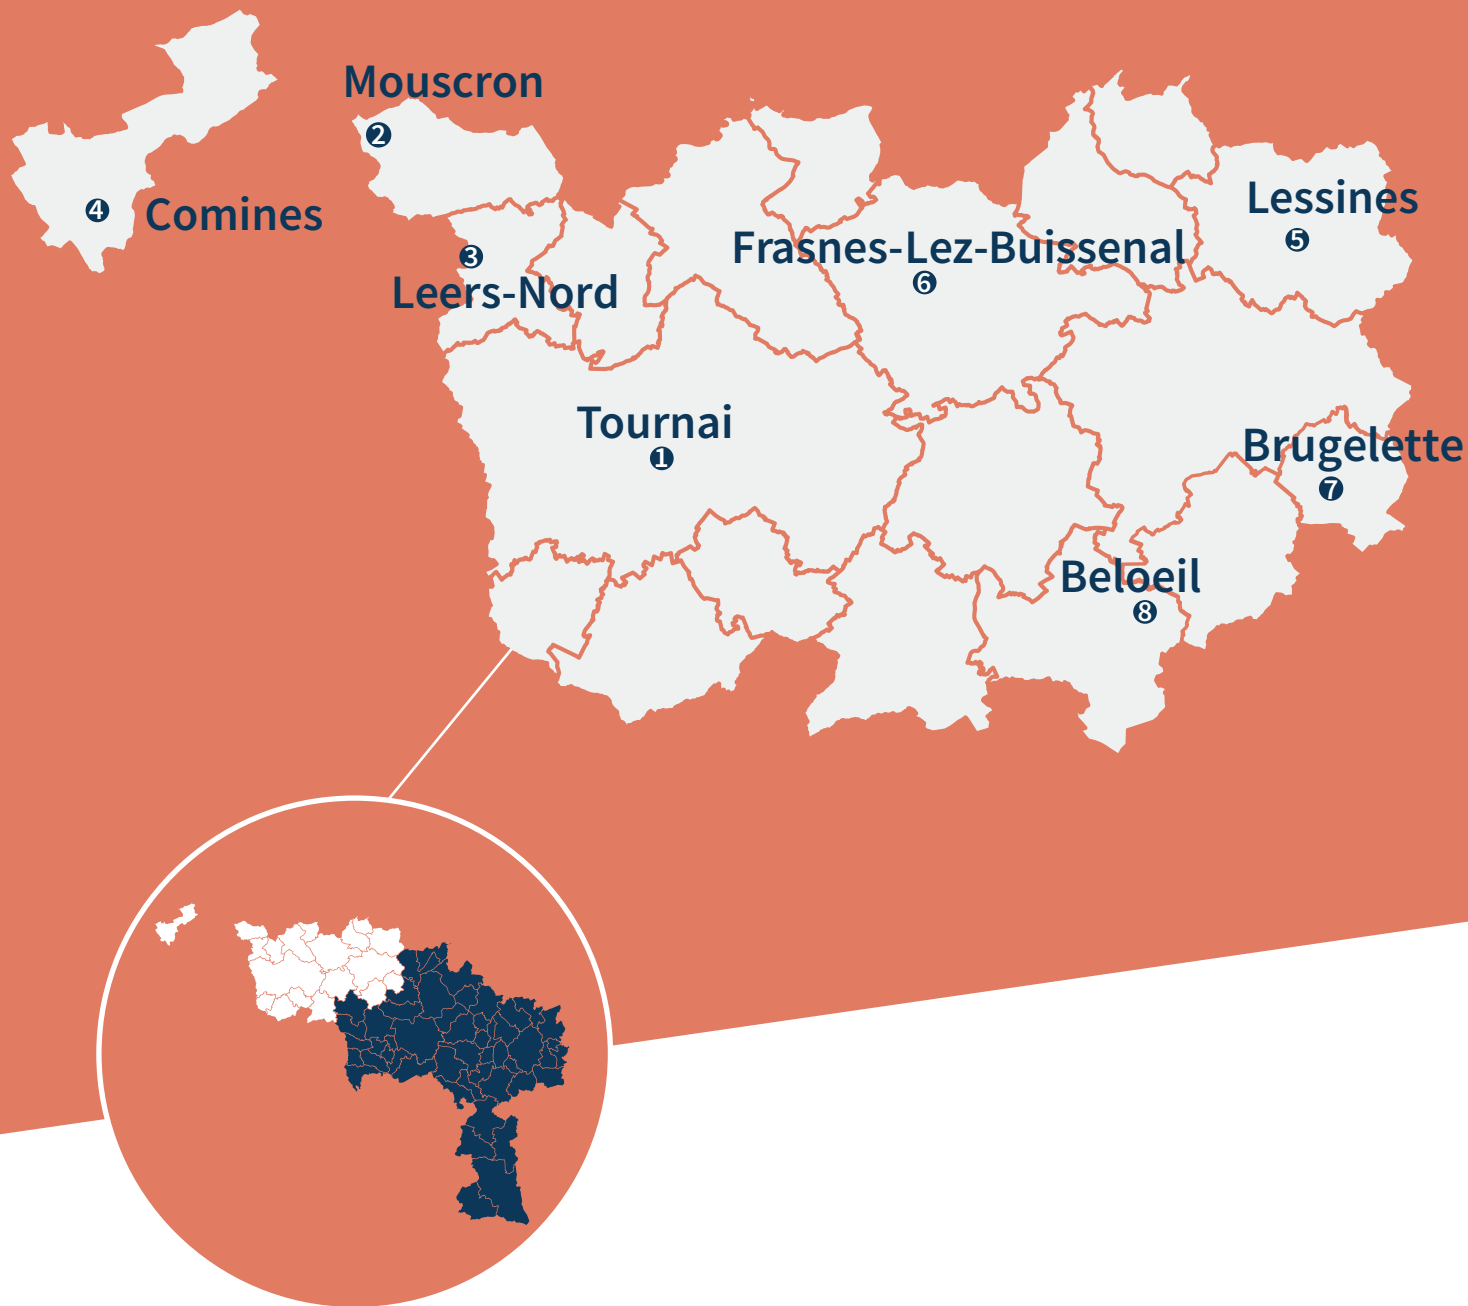 Mouscron
2
4
Comines
Lessines
5
3
Leers-Nord
Frasnes-Lez-Buissenal
6
Tournai
1
Brugelette
7
Beloeil
8